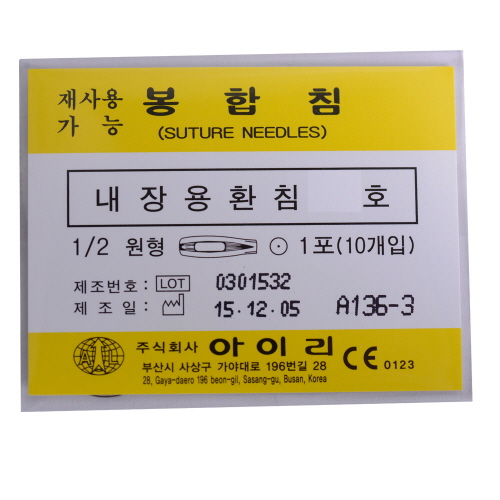 재사용 가능
봉합침
(SUTURE NEEDLES)
내장용환침 호
1/2 원형 1포(10개입)
제조번호: LOT 0301532
제조일: 15.12.05 A136-3
AIL
주식회사 아이리
부산시 사상구 가야대로 196번길 28
28, Gaya-daero 196 beon-gil, Sasang-gu, Busan, Korea
CE 0123